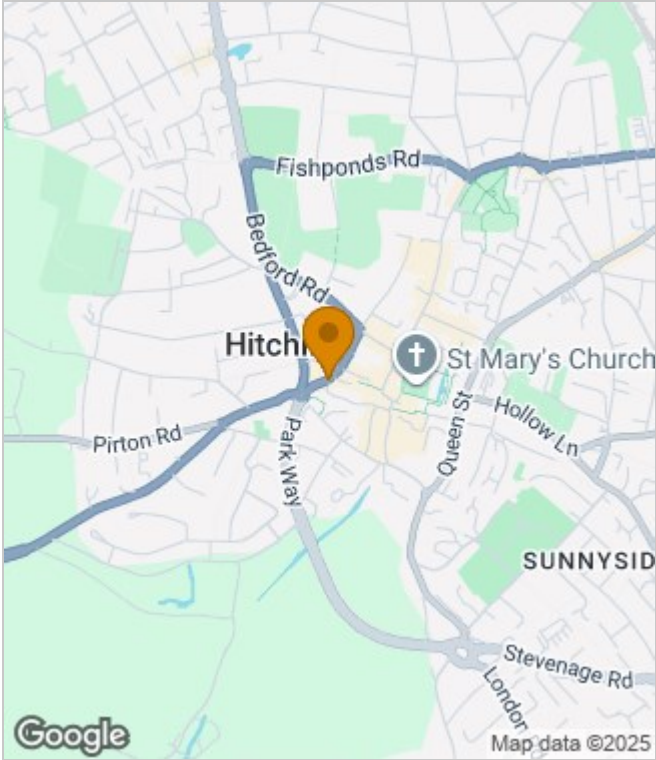 Fishponds Rd
Bedford Rd
Hitchi
St Mary's Church
Hollow Ln
Queen St
Pirton Rd
Park Way
SUNNYSID
Stevenage Rd
London
Google
Map data ©2025